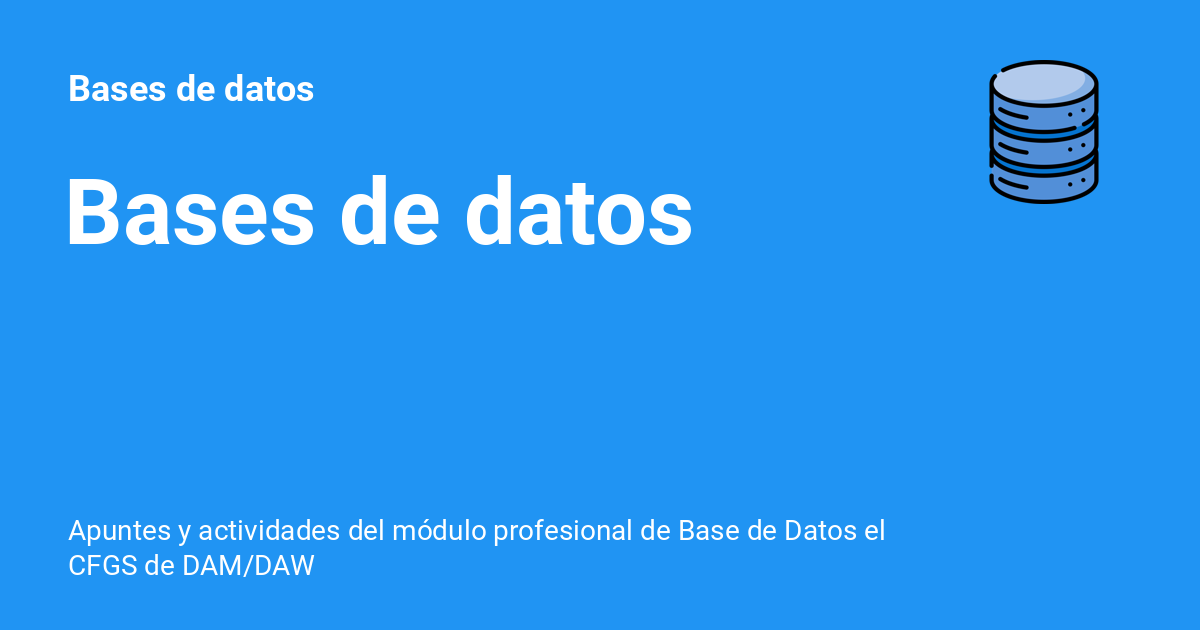 Bases de datos
Bases de datos
Apuntes y actividades del módulo profesional de Base de Datos el
CFGS de DAM/DAW